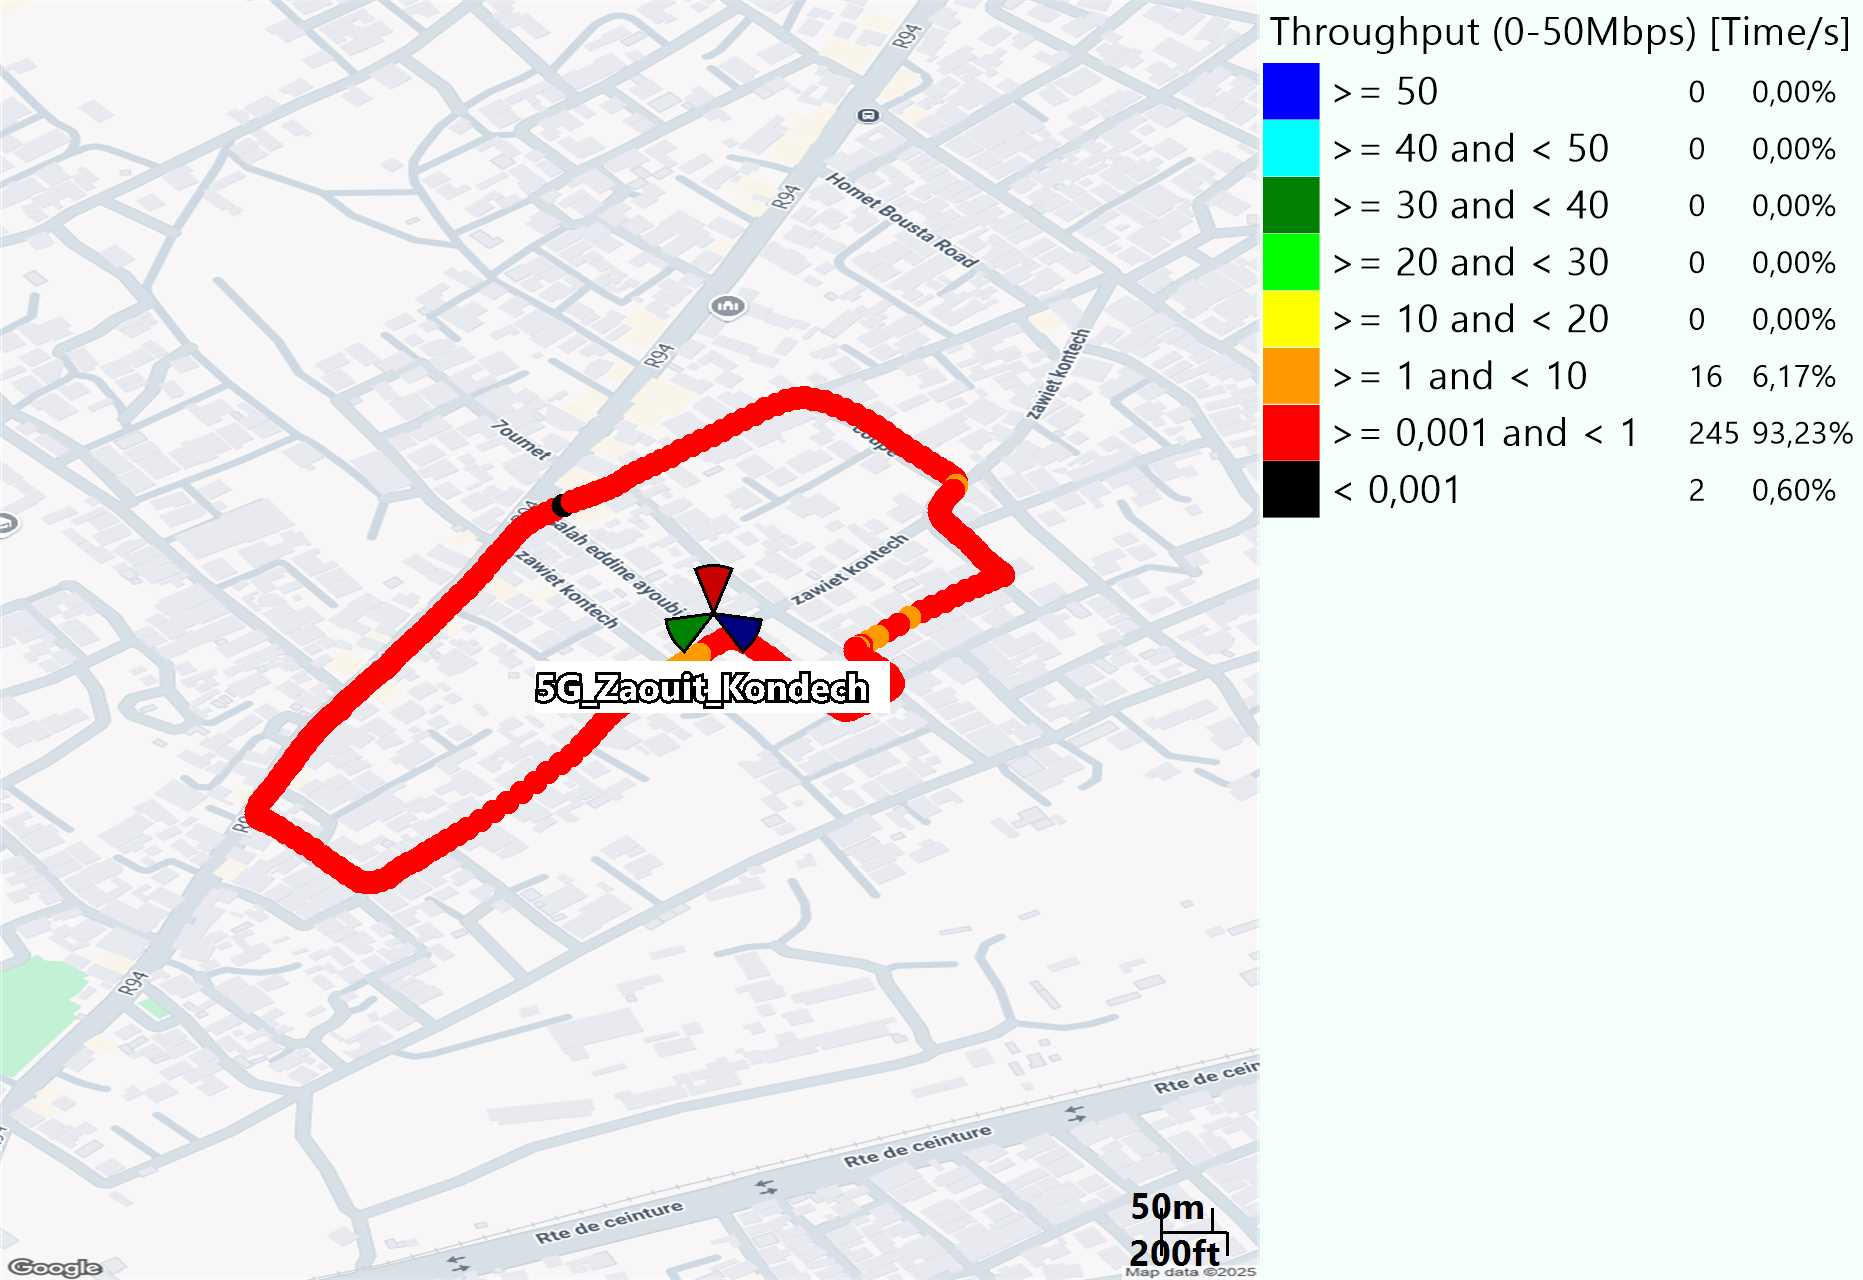 Throughput (0-50Mbps) [Time/s]
>= 50 0 0,00%
>= 40 and < 50 0 0,00%
>= 30 and < 40 0 0,00%
>= 20 and < 30 0 0,00%
>= 10 and < 20 0 0,00%
>= 1 and < 10 16 6,17%
>= 0,001 and < 1 245 93,23%
< 0,001 2 0,60%
R94
R94
Homet Bousta Road
R94
zawiet kontech
7oumet
coupe
salah eddine ayoubi
zawiet kontech
zawiet kontech
5G_Zaouit_Kondech
R94
Rte de ceinture
Rte de ceinture
50m
200ft
Google
Map data ©2025